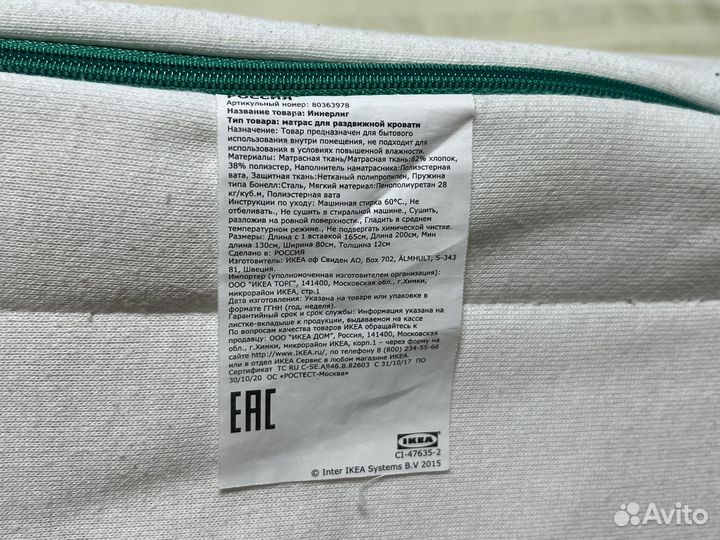 РОССИЯ
Артикульный номер: 80363978
Название товара: Иннерлиг
Тип товара: матрас для раздвижной кровати
Назначение: Товар предназначен для бытового
использования внутри помещения, не подходит для
использования в условиях повышенной влажности.
Материалы: Матрасная ткань/Матрасная ткань:62% хлопок,
38% полиэстер, Наполнитель наматрасника:Полиэстерная
вата, Защитная ткань:Нетканый полипропилен, Пружина
типа Бонелл:Сталь, Мягкий материал:Пенополиуретан 28
кг/куб.м, Полиэстерная вата
Инструкции по уходу: Машинная стирка 60°C., Не
отбеливать., Не сушить в стиральной машине., Сушить,
разложив на ровной поверхности., Гладить в среднем
температурном режиме., Не подвергать химической чистке.
Размеры: Длина с 1 вставкой 165см, Длина 200см, Мин
длина 130см, Ширина 80см, Толщина 12см
Сделано в: РОССИЯ
Изготовитель: ИКЕА оф Свиден АО, Box 702, ÄLMHULT, S-343
81, Швеция.
Импортер (уполномоченная изготовителем организация):
ООО "ИКЕА ТОРГ", 141400, Московская обл., г.Химки,
микрорайон ИКЕА, стр.1
Дата изготовления: Указана на товаре или упаковке в
формате ГГНН (год, неделя).
Гарантийный срок и срок службы: Информация указана на
листке-вкладыше к продукции, выдаваемом на кассе
По вопросам качества товаров ИКЕА обращайтесь к
продавцу: ООО "ИКЕА ДОМ", Россия, 141400, Московская
обл., г.Химки, микрорайон ИКЕА, корп.1 – через форму на
сайте http://www.IKEA.ru/, по телефону 8 (800) 234-55-66
или в отдел ИКЕА Сервис в любом магазине ИКЕА.
Сертификат ТС RU C-SE.АЯ46.В.82603 С 31/10/17 ПО
30/10/20 ОС «РОСТЕСТ-Москва»
EAC
IKEA
CI-47635-2
© Inter IKEA Systems B.V 2015
Avito